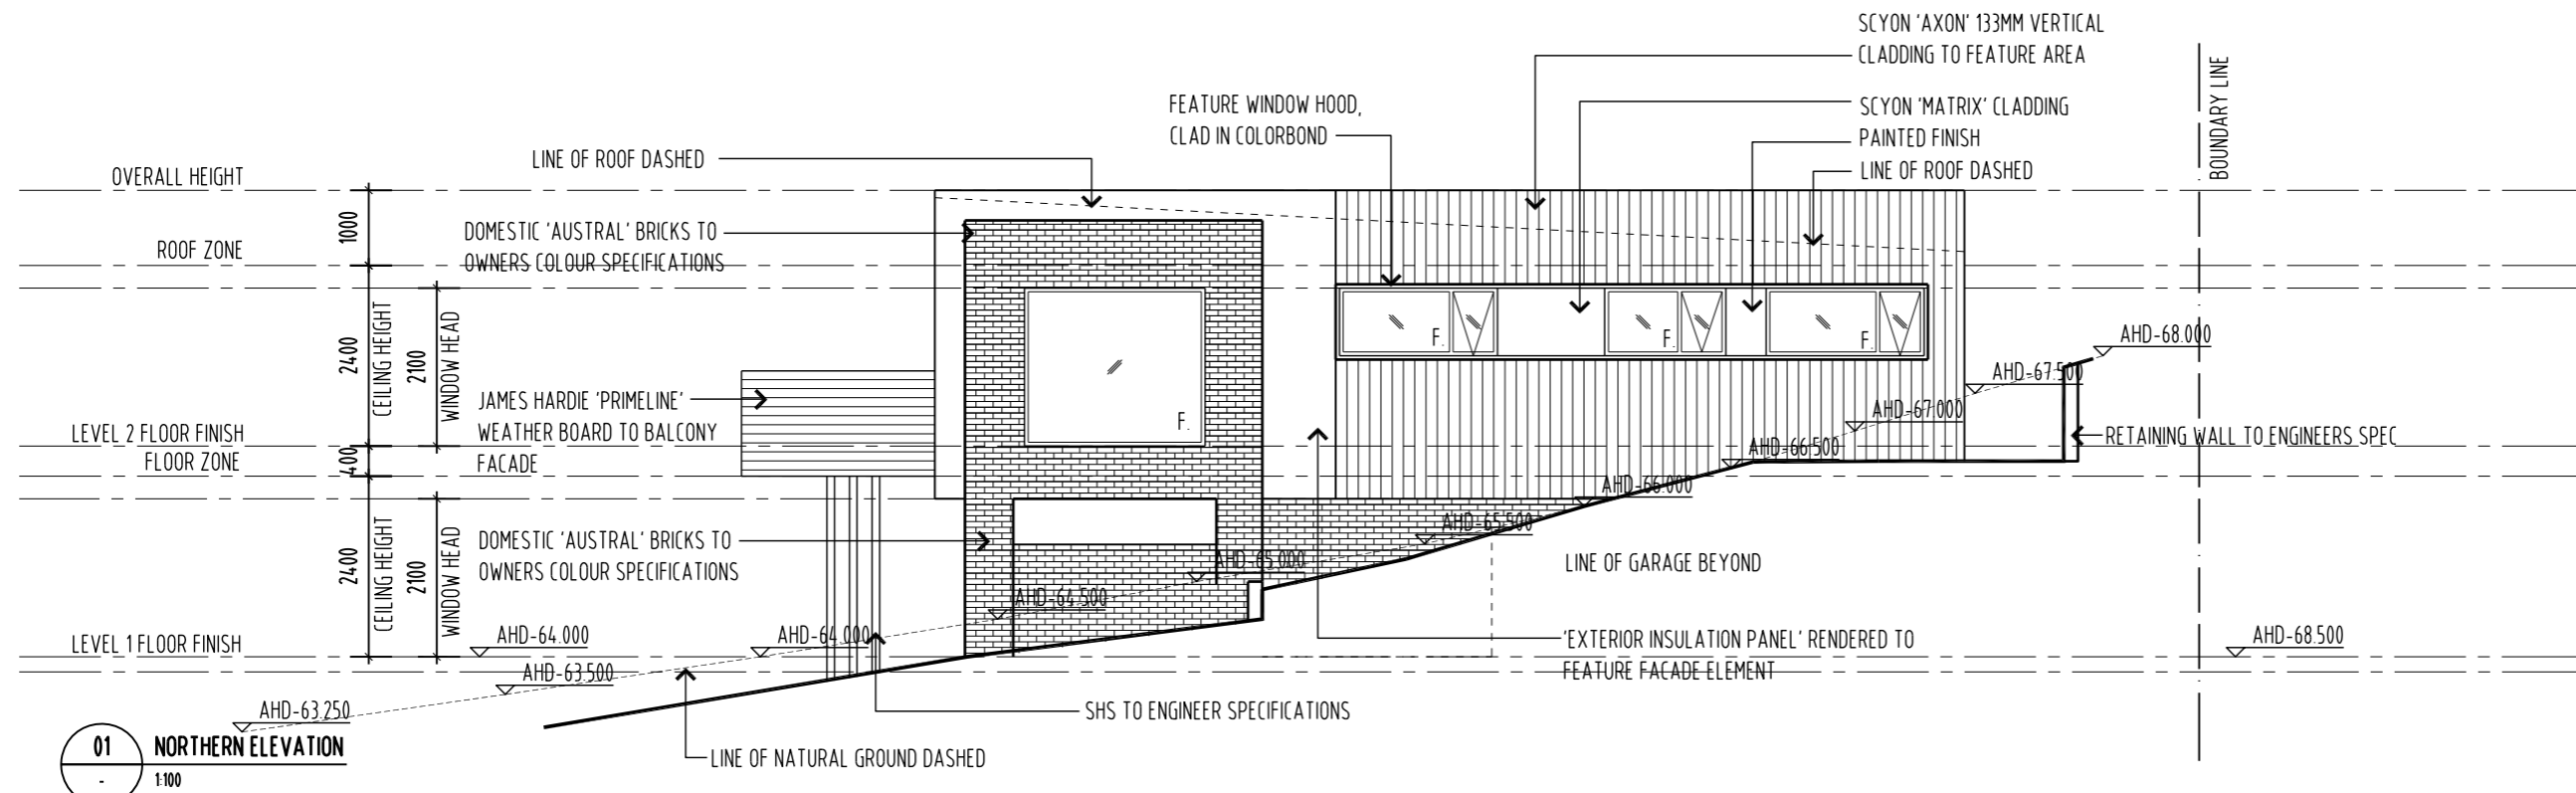 SCYON 'AXON' 133MM VERTICAL
CLADDING TO FEATURE AREA
BOUNDARY LINE
FEATURE WINDOW HOOD,
CLAD IN COLORBOND
SCYON 'MATRIX' CLADDING
PAINTED FINISH
LINE OF ROOF DASHED
LINE OF ROOF DASHED
OVERALL HEIGHT
1000
ROOF ZONE
DOMESTIC 'AUSTRAL' BRICKS TO
OWNERS COLOUR SPECIFICATIONS
2400
CEILING HEIGHT
2100
WINDOW HEAD
F.
F.
F.
F.
AHD-68.000
AHD-67.500
AHD-67.000
AHD-66.500
AHD-66.000
AHD-65.500
AHD-65.000
AHD-64.500
JAMES HARDIE 'PRIMELINE'
WEATHER BOARD TO BALCONY
FACADE
LEVEL 2 FLOOR FINISH
FLOOR ZONE
400
RETAINING WALL TO ENGINEERS SPEC
2400
CEILING HEIGHT
2100
WINDOW HEAD
DOMESTIC 'AUSTRAL' BRICKS TO
OWNERS COLOUR SPECIFICATIONS
LINE OF GARAGE BEYOND
LEVEL 1 FLOOR FINISH
AHD-64.000
AHD-64.000
AHD-63.500
AHD-63.250
'EXTERIOR INSULATION PANEL' RENDERED TO
FEATURE FACADE ELEMENT
AHD-68.500
SHS TO ENGINEER SPECIFICATIONS
LINE OF NATURAL GROUND DASHED
01
-
NORTHERN ELEVATION
1:100